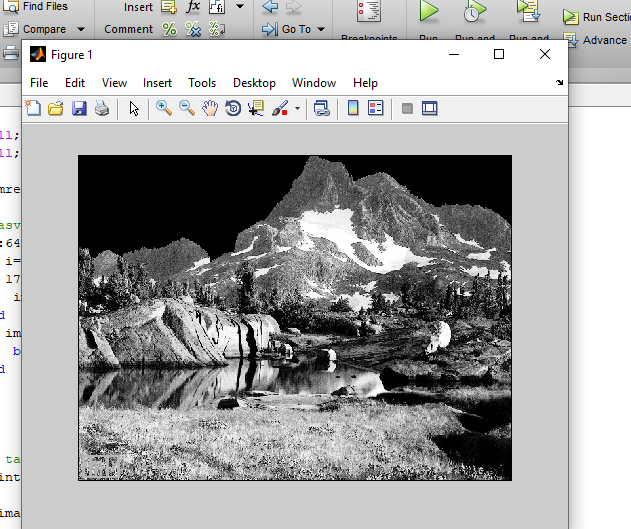 Find Files
Insert fx
Compare
Comment %
Go To
Breakpoints
Run
Run and
Run and
Run Secti
Advance
Figure 1
File Edit View Insert Tools Desktop Window Help
ll;
ll;
mre
asv
:64
i=
17
i
d
im
b
d
ta
int
ima